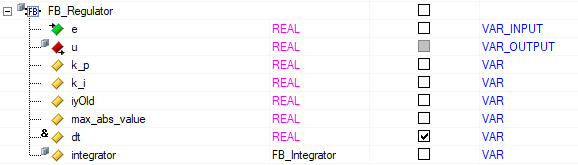 FB FB_Regulator
e REAL VAR_INPUT
u REAL VAR_OUTPUT
k_p REAL VAR
k_i REAL VAR
iyOld REAL VAR
max_abs_value REAL VAR
& dt REAL VAR
integrator FB_Integrator VAR